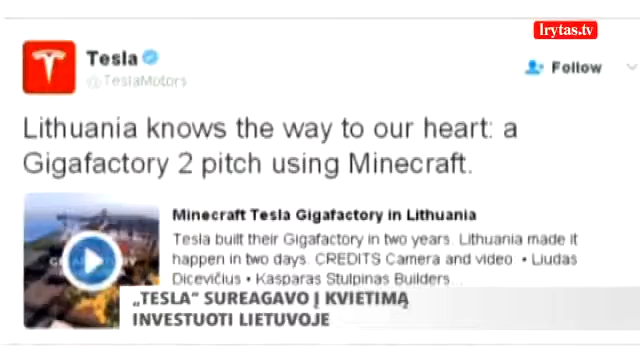 lrytas.tv
Tesla
@TeslaMotors
Follow
Lithuania knows the way to our heart: a
Gigafactory 2 pitch using Minecraft.
Minecraft Tesla Gigafactory in Lithuania
Tesla built their Gigafactory in two years. Lithuania made it
happen in two days. CREDITS Camera and video • Liudas
Dicevičius • Kasparas Stulpinas Builders...
„TESLA“ SUREAGAVO Į KVIETIMĄ
INVESTUOTI LIETUVOJE